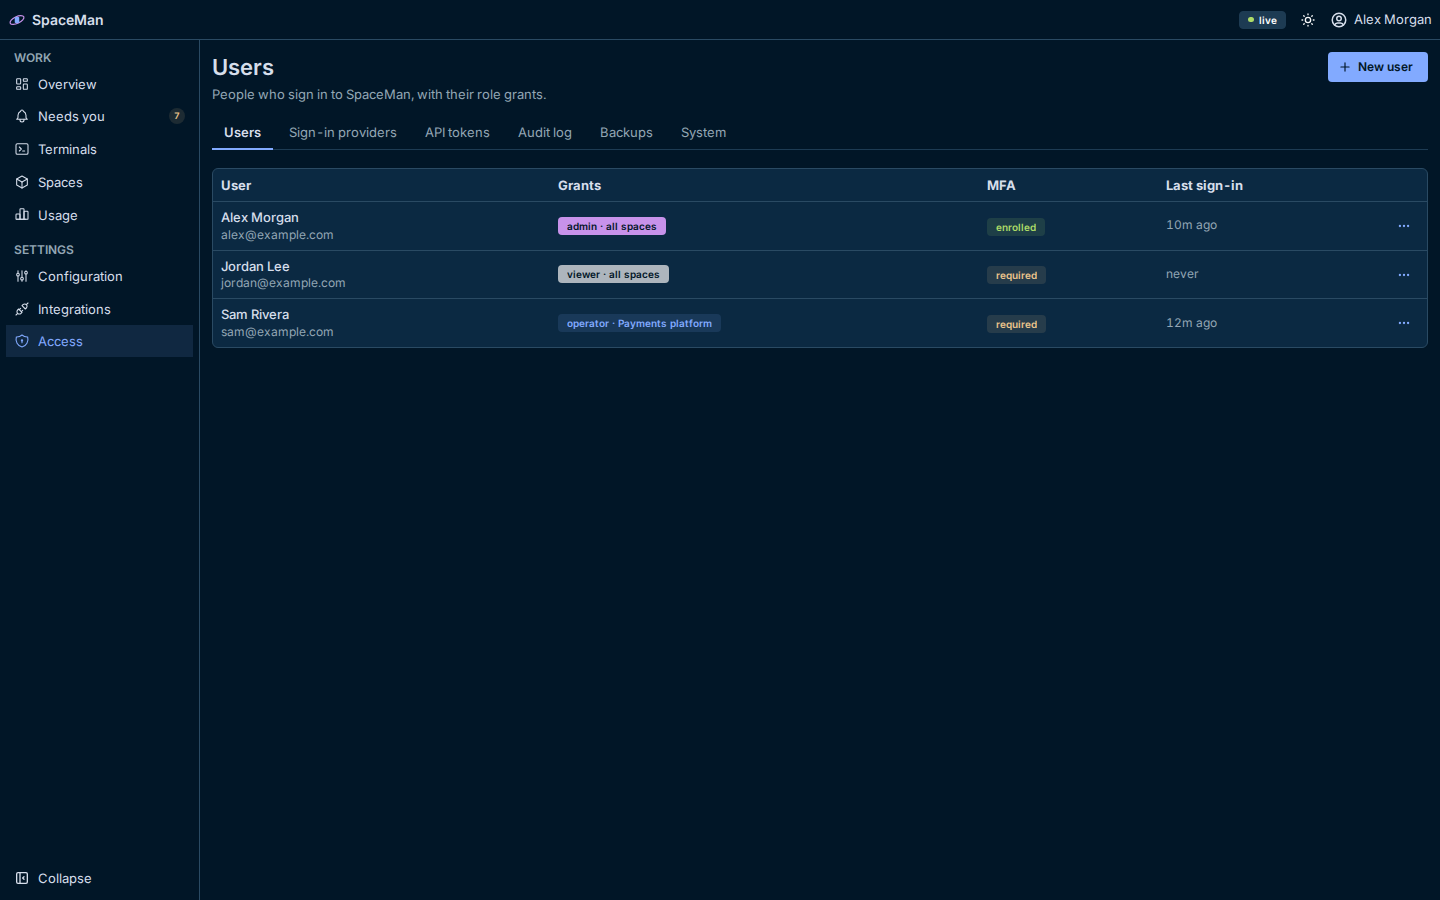 SpaceMan
live
Alex Morgan
WORK
Overview
Needs you 7
Terminals
Spaces
Usage
SETTINGS
Configuration
Integrations
Access
Collapse
Users
New user
People who sign in to SpaceMan, with their role grants.
Users Sign-in providers API tokens Audit log Backups System
User Grants MFA Last sign-in
Alex Morgan
alex@example.com
admin · all spaces enrolled 10m ago
Jordan Lee
jordan@example.com
viewer · all spaces required never
Sam Rivera
sam@example.com
operator · Payments platform required 12m ago